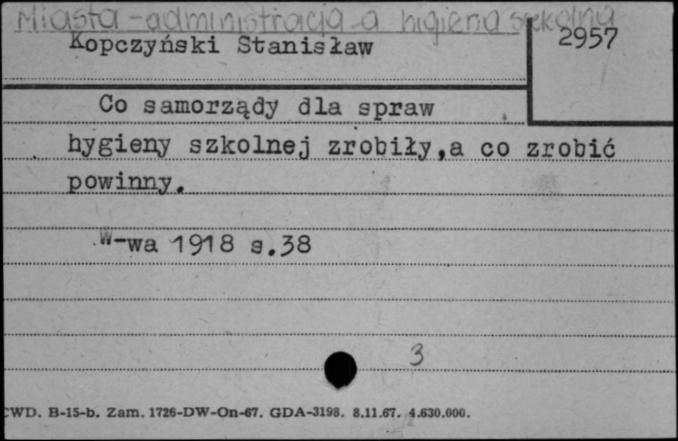 Miasta - administracja a higiena szkolna
Kopczyński Stanisław
2957
Co samorządy dla spraw
hygieny szkolnej zrobiły,a co zrobić
powinny.
W-wa 1918 s.38
3
CWD. B-15-b. Zam. 1726-DW-On-67. GDA-3198. 8.11.67. 4.630.000.